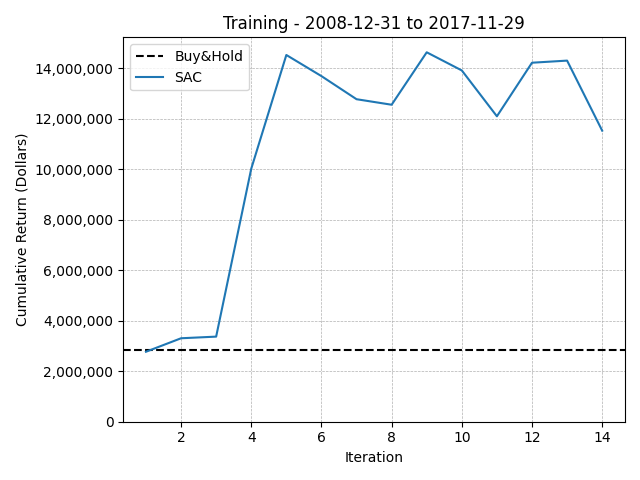 Training - 2008-12-31 to 2017-11-29
Buy&Hold
SAC
14,000,000
12,000,000
10,000,000
8,000,000
6,000,000
4,000,000
2,000,000
0
Cumulative Return (Dollars)
2 4 6 8 10 12 14
Iteration